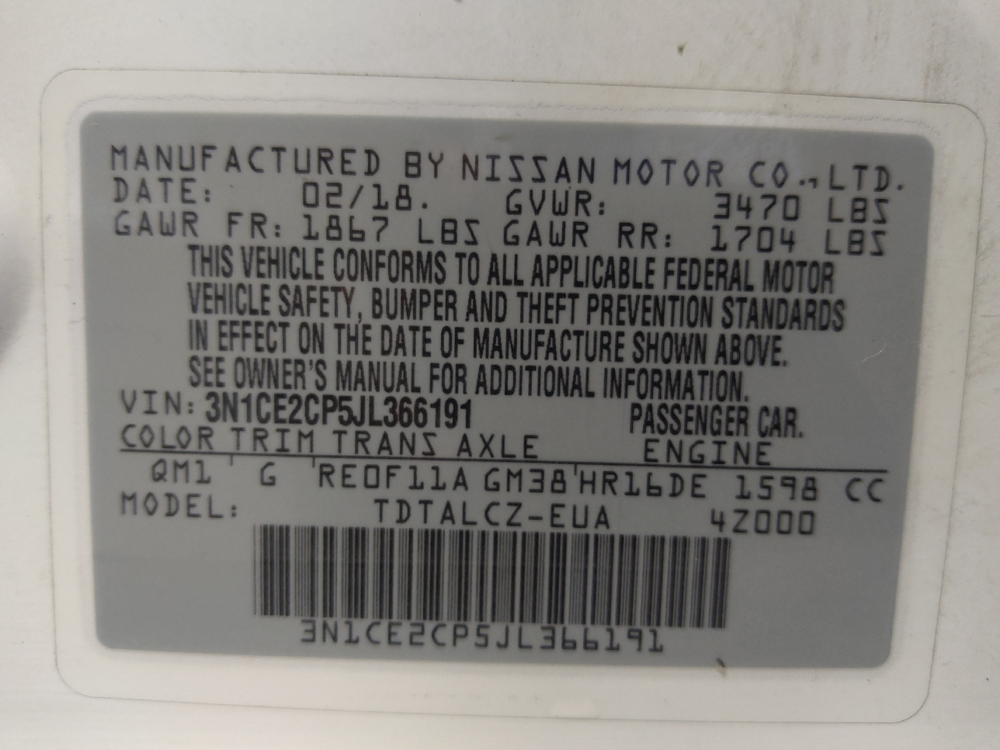 MANUFACTURED BY NISSAN MOTOR CO.,LTD.
DATE: 02/18. GVWR: 3470 LBS
GAWR FR: 1867 LBS GAWR RR: 1704 LBS
THIS VEHICLE CONFORMS TO ALL APPLICABLE FEDERAL MOTOR
VEHICLE SAFETY, BUMPER AND THEFT PREVENTION STANDARDS
IN EFFECT ON THE DATE OF MANUFACTURE SHOWN ABOVE.
SEE OWNER'S MANUAL FOR ADDITIONAL INFORMATION.
VIN: 3N1CE2CP5JL366191 PASSENGER CAR.
COLOR TRIM TRANS AXLE ENGINE
QM1 ' G 'RE0F11A GM38'HR16DE 1598 CC
MODEL: TDTALCZ-EUA 4Z000
3N1CE2CP5JL366191